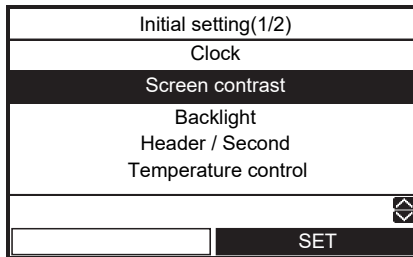 Initial setting(1/2)
Clock
Screen contrast
Backlight
Header / Second
Temperature control
SET